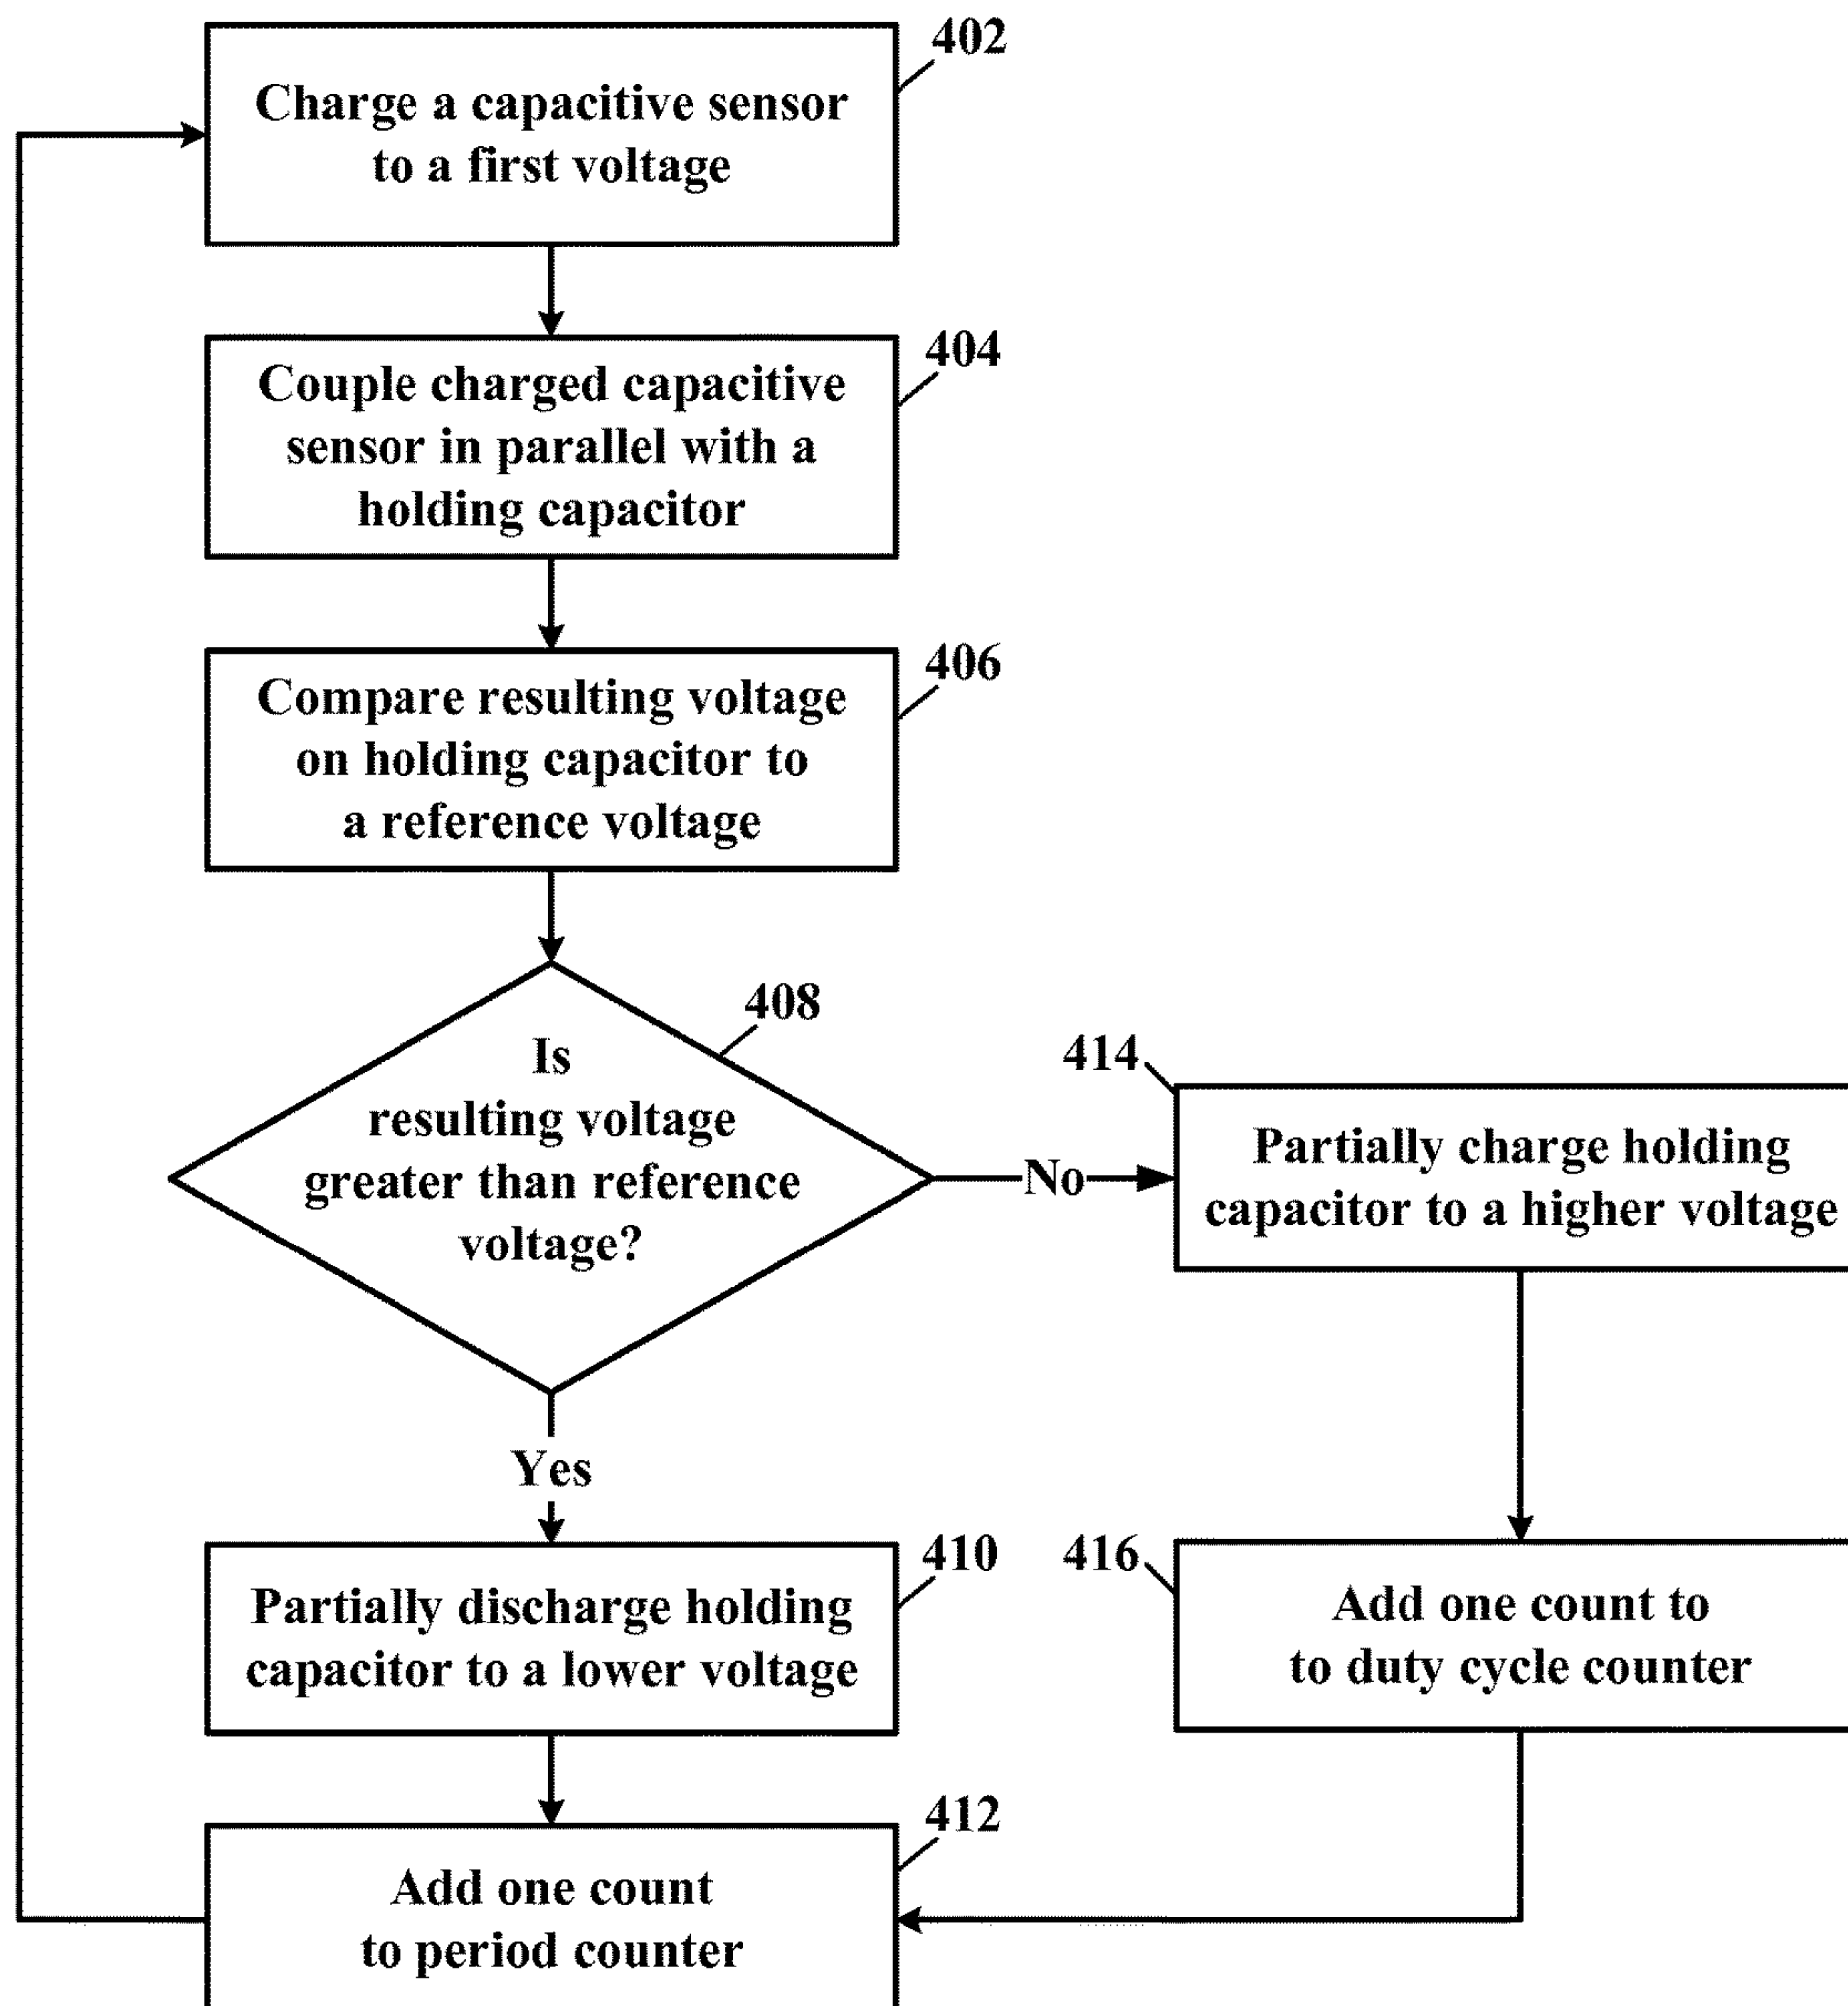 402
Charge a capacitive sensor
to a first voltage
404
Couple charged capacitive
sensor in parallel with a
holding capacitor
406
Compare resulting voltage
on holding capacitor to
a reference voltage
408
Is
resulting voltage
greater than reference
voltage?
No
414
Partially charge holding
capacitor to a higher voltage
Yes
410
Partially discharge holding
capacitor to a lower voltage
416
Add one count to
to duty cycle counter
412
Add one count
to period counter